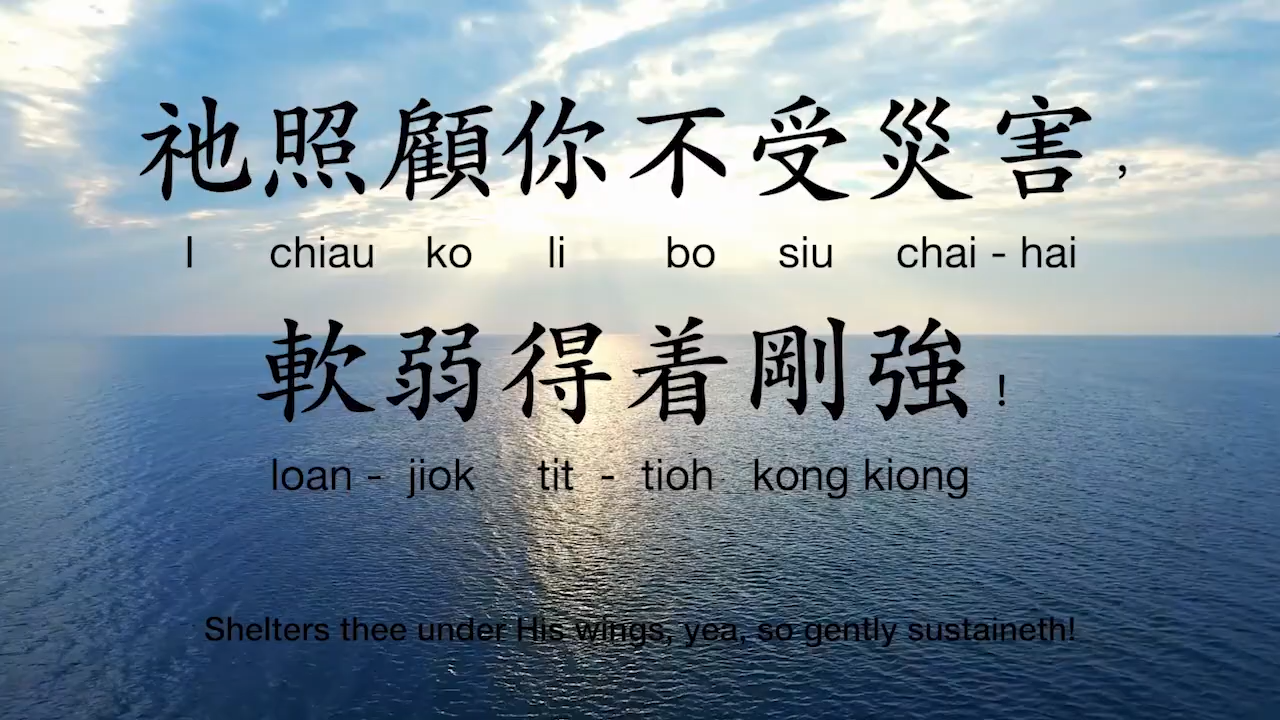 祂照顧你不受災害，
I chiau ko li bo siu chai - hai
軟弱得着剛強！
loan - jiok tit - tioh kong kiong
Shelters thee under His wings, yea, so gently sustaineth!